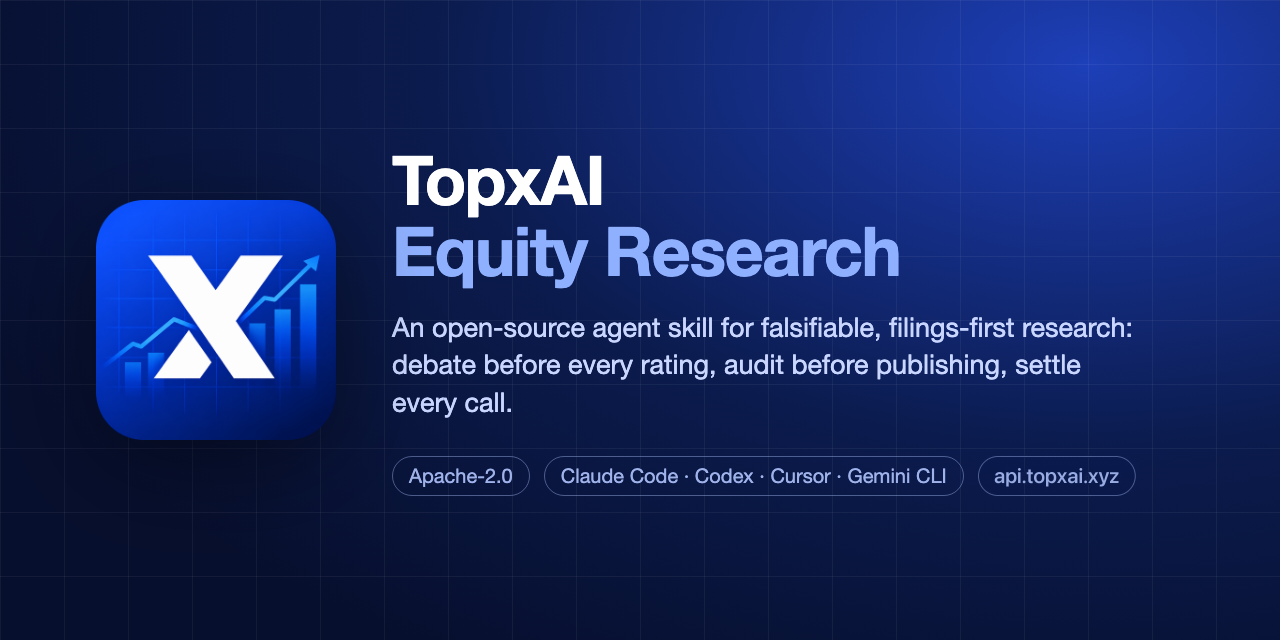 TopxAI
Equity Research
An open-source agent skill for falsifiable, filings-first research:
debate before every rating, audit before publishing, settle
every call.
Apache-2.0
Claude Code · Codex · Cursor · Gemini CLI
api.topxai.xyz
X